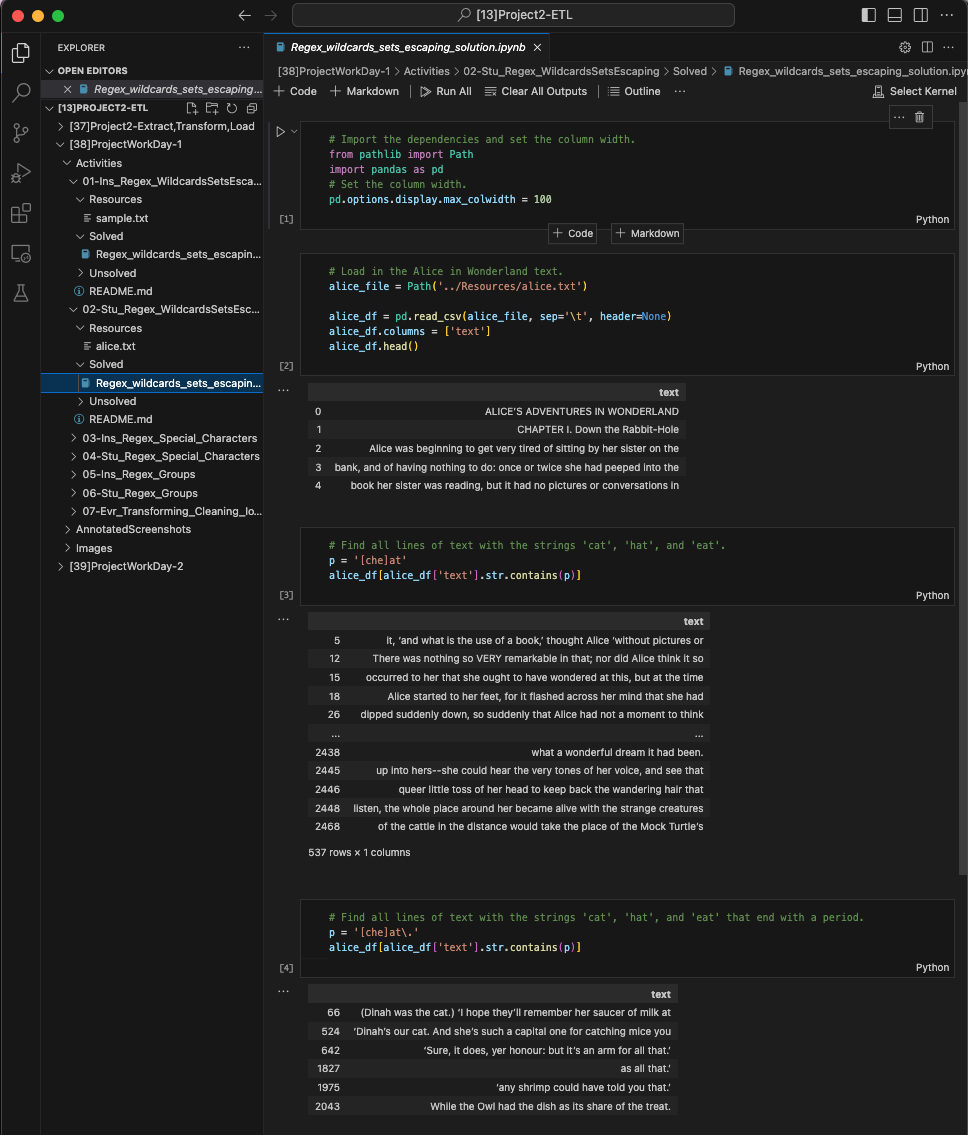 [13]Project2-ETL
EXPLORER
OPEN EDITORS
Regex_wildcards_sets_escaping...
[13]PROJECT2-ETL
[37]Project2-Extract,Transform,Load
[38]ProjectWorkDay-1
Activities
01-Ins_Regex_WildcardsSetsEsca...
Resources
sample.txt
Solved
Regex_wildcards_sets_escapin...
Unsolved
README.md
02-Stu_Regex_WildcardsSetsEsc...
Resources
alice.txt
Solved
Regex_wildcards_sets_escapin...
Unsolved
README.md
03-Ins_Regex_Special_Characters
04-Stu_Regex_Special_Characters
05-Ins_Regex_Groups
06-Stu_Regex_Groups
07-Evr_Transforming_Cleaning_lo...
AnnotatedScreenshots
Images
[39]ProjectWorkDay-2
Regex_wildcards_sets_escaping_solution.ipynb
[38]ProjectWorkDay-1 > Activities > 02-Stu_Regex_WildcardsSetsEscaping > Solved > Regex_wildcards_sets_escaping_solution.ipyn
+ Code + Markdown Run All Clear All Outputs Outline ... Select Kernel
# Import the dependencies and set the column width.
from pathlib import Path
import pandas as pd
# Set the column width.
pd.options.display.max_colwidth = 100
[1] Python
+ Code + Markdown
# Load in the Alice in Wonderland text.
alice_file = Path('../Resources/alice.txt')
alice_df = pd.read_csv(alice_file, sep='\t', header=None)
alice_df.columns = ['text']
alice_df.head()
[2] Python
text
0 ALICE'S ADVENTURES IN WONDERLAND
1 CHAPTER I. Down the Rabbit-Hole
2 Alice was beginning to get very tired of sitting by her sister on the
3 bank, and of having nothing to do: once or twice she had peeped into the
4 book her sister was reading, but it had no pictures or conversations in
# Find all lines of text with the strings 'cat', 'hat', and 'eat'.
p = '[che]at'
alice_df[alice_df['text'].str.contains(p)]
[3] Python
text
5 it, ‘and what is the use of a book,’ thought Alice ‘without pictures or
12 There was nothing so VERY remarkable in that; nor did Alice think it so
15 occurred to her that she ought to have wondered at this, but at the time
18 Alice started to her feet, for it flashed across her mind that she had
26 dipped suddenly down, so suddenly that Alice had not a moment to think
... ...
2438 what a wonderful dream it had been.
2445 up into hers--she could hear the very tones of her voice, and see that
2446 queer little toss of her head to keep back the wandering hair that
2448 listen, the whole place around her became alive with the strange creatures
2468 of the cattle in the distance would take the place of the Mock Turtle’s
537 rows × 1 columns
# Find all lines of text with the strings 'cat', 'hat', and 'eat' that end with a period.
p = '[che]at\.'
alice_df[alice_df['text'].str.contains(p)]
[4] Python
text
66 (Dinah was the cat.) ‘I hope they’ll remember her saucer of milk at
524 ‘Dinah’s our cat. And she’s such a capital one for catching mice you
642 ‘Sure, it does, yer honour: but it’s an arm for all that.’
1827 as all that.’
1975 ‘any shrimp could have told you that.’
2043 While the Owl had the dish as its share of the treat.